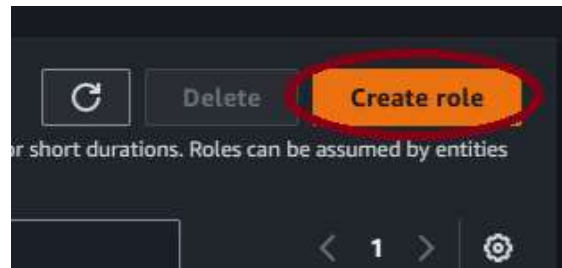 Delete Create role
or short durations. Roles can be assumed by entities
1